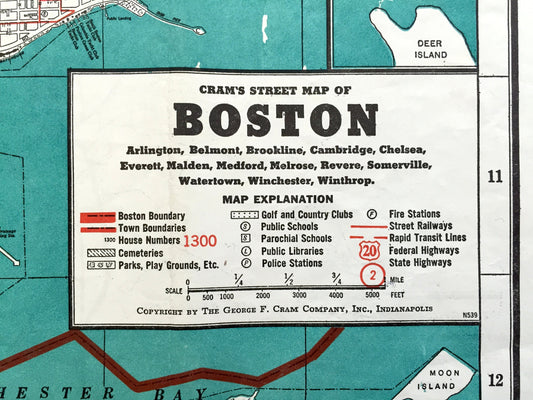 DEER
ISLAND
CRAM'S STREET MAP OF
BOSTON
Arlington, Belmont, Brookline, Cambridge, Chelsea,
Everett, Malden, Medford, Melrose, Revere, Somerville,
Watertown, Winchester, Winthrop.
MAP EXPLANATION
Boston Boundary
Town Boundaries
1300 House Numbers 1300
Cemeteries
Parks, Play Grounds, Etc.
Golf and Country Clubs
S Public Schools
S Parochial Schools
L Public Libraries
P Police Stations
F Fire Stations
Street Railways
Rapid Transit Lines
20 Federal Highways
2 State Highways
0 1/4 1/2 3/4 MILE
SCALE
0 500 1000 2000 3000 4000 5000 FEET
COPYRIGHT BY THE GEORGE F. CRAM COMPANY, INC., INDIANAPOLIS
N539
11
12
HESTER BAY
MOON
ISLAND